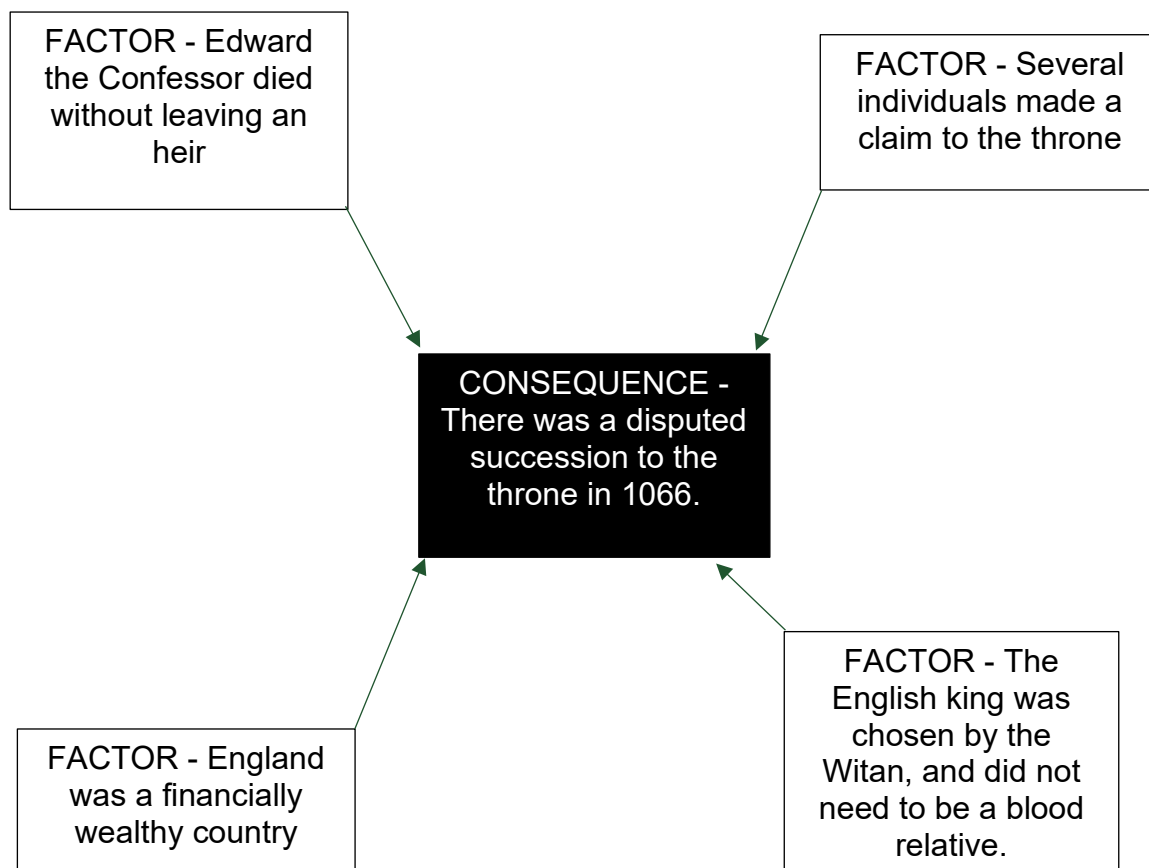 FACTOR - Edward
the Confessor died
without leaving an
heir
FACTOR - Several
individuals made a
claim to the throne
CONSEQUENCE -
There was a disputed
succession to the
throne in 1066.
FACTOR - England
was a financially
wealthy country
FACTOR - The
English king was
chosen by the
Witan, and did not
need to be a blood
relative.